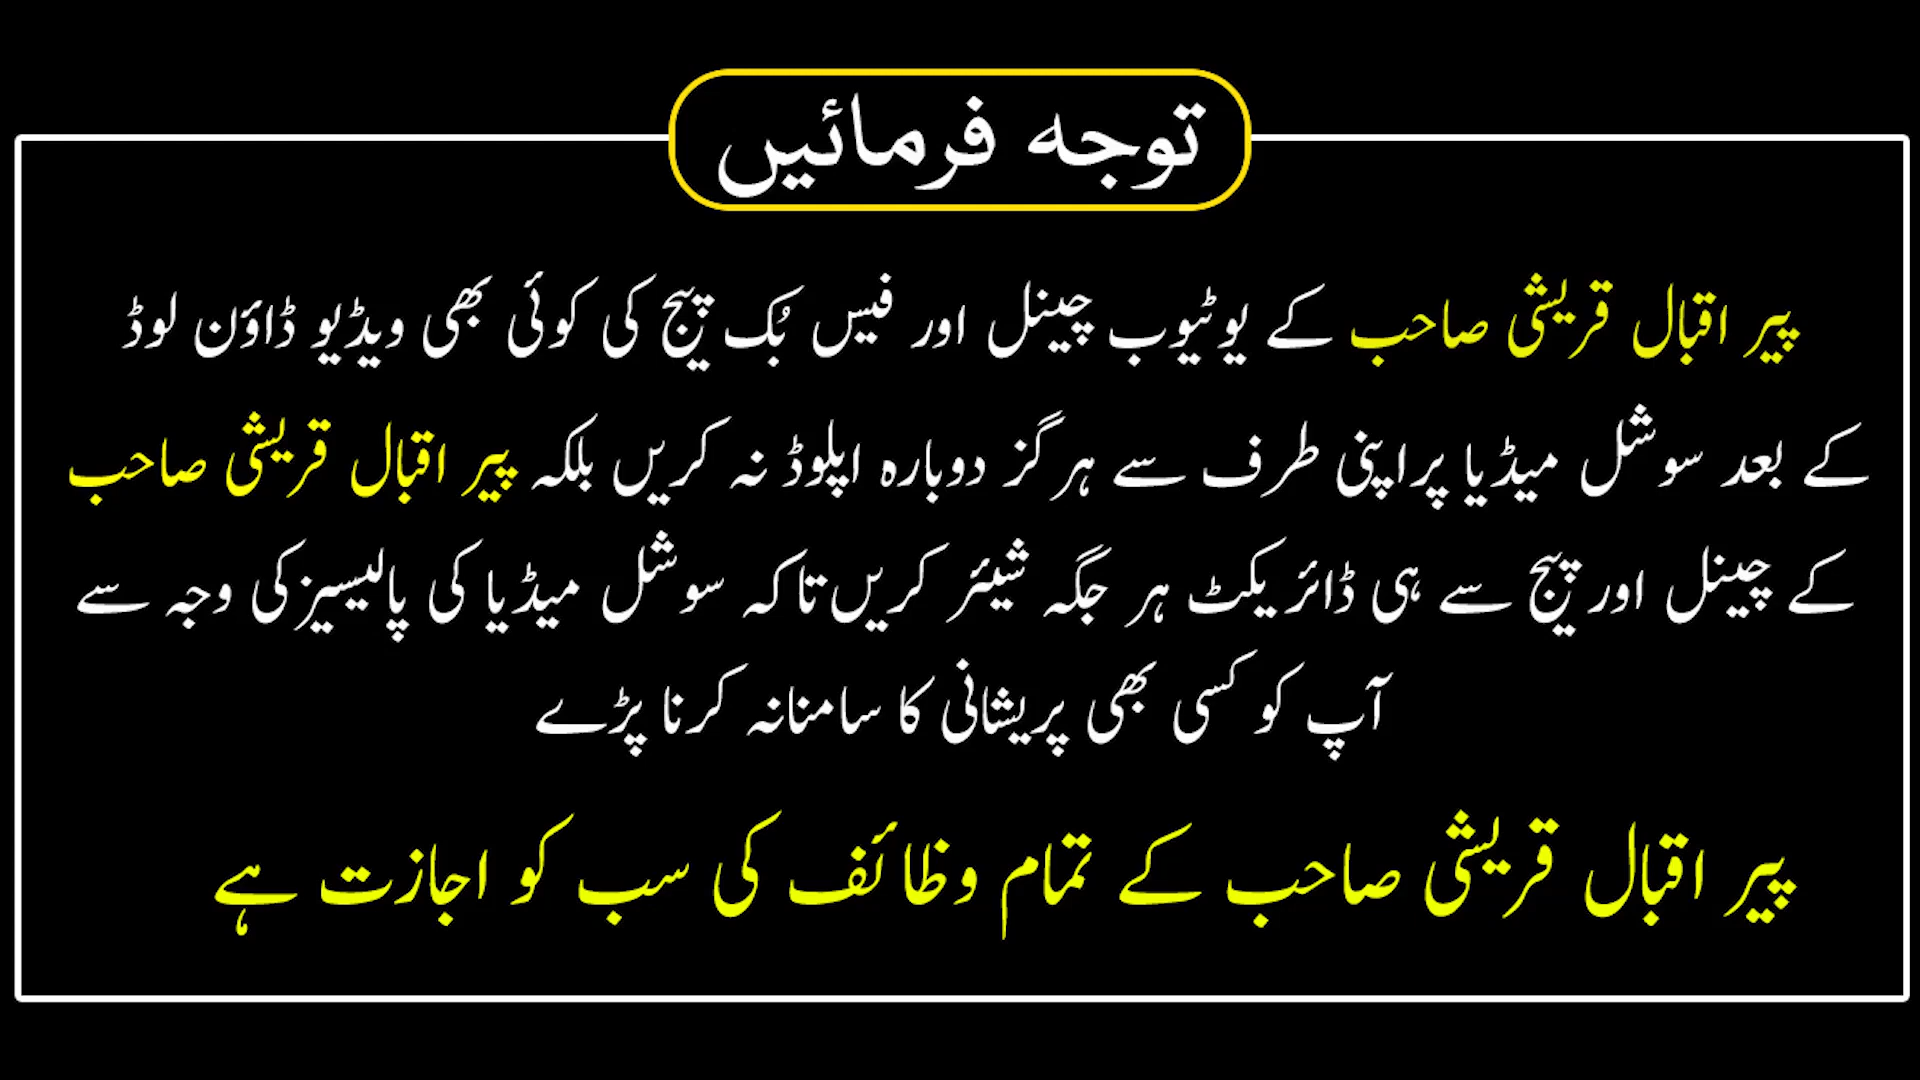 توجہ فرمائیں
پیر اقبال قریشی صاحب کے یوٹیوب چینل اور فیس بُک پیج کی کوئی بھی ویڈیو ڈاؤن لوڈ
کے بعد سوشل میڈیا پر اپنی طرف سے ہرگز دوبارہ اپلوڈ نہ کریں بلکہ پیر اقبال قریشی صاحب
کے چینل اور پیج سے ہی ڈائریکٹ ہر جگہ شیئر کریں تاکہ سوشل میڈیا کی پالیسیز کی وجہ سے
آپ کو کسی بھی پریشانی کا سامنا نہ کرنا پڑے
پیر اقبال قریشی صاحب کے تمام وظائف کی سب کو اجازت ہے